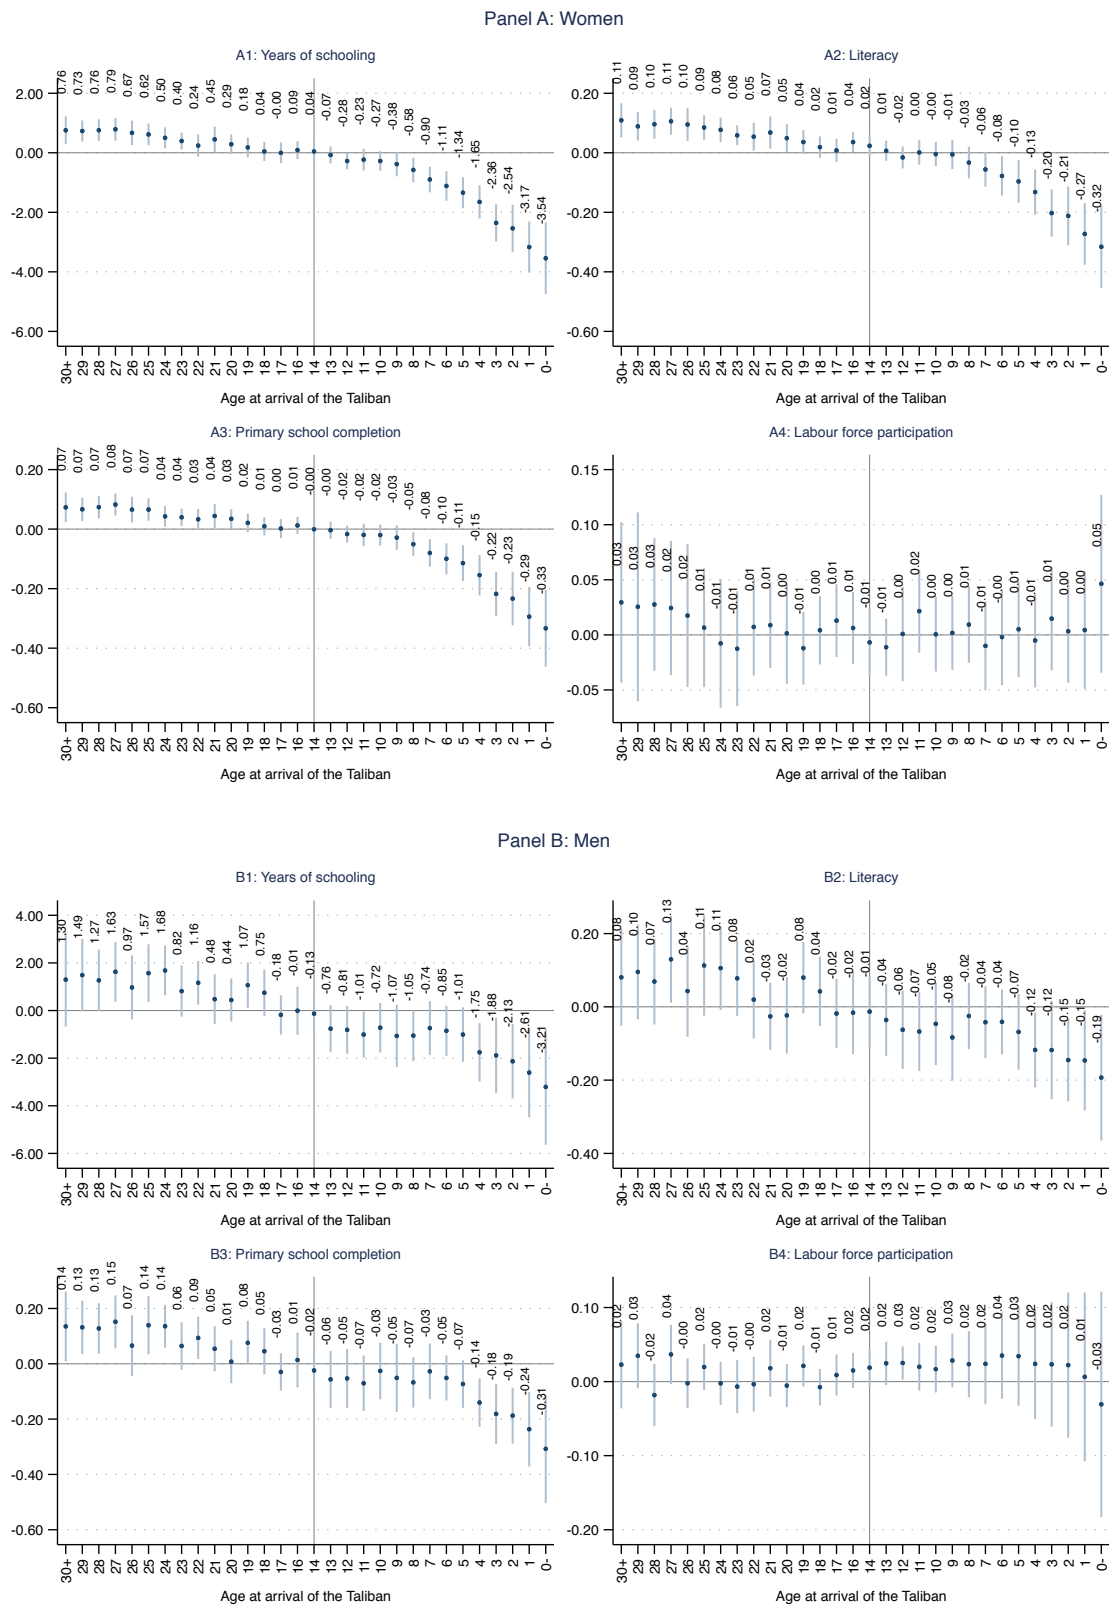 Panel A: Women
A1: Years of schooling
0.76 0.73 0.76 0.79 0.67 0.62 0.50 0.40 0.24 0.45 0.29 0.18 0.04 -0.00 0.09 0.04 -0.07 -0.28 -0.23 -0.27 -0.38 -0.58 -0.90 -1.11 -1.34 -1.65 -2.36 -2.54 -3.17 -3.54
2.00
0.00
-2.00
-4.00
-6.00
30+ 29 28 27 26 25 24 23 22 21 20 19 18 17 16 14 13 12 11 10 9 8 7 6 5 4 3 2 1 0-
Age at arrival of the Taliban
A2: Literacy
0.11 0.09 0.10 0.11 0.10 0.09 0.08 0.06 0.05 0.07 0.05 0.04 0.02 0.01 0.04 0.02 0.01 -0.02 0.00 -0.00 -0.01 -0.03 -0.06 -0.08 -0.10 -0.13 -0.20 -0.21 -0.27 -0.32
0.20
0.00
-0.20
-0.40
-0.60
30+ 29 28 27 26 25 24 23 22 21 20 19 18 17 16 14 13 12 11 10 9 8 7 6 5 4 3 2 1 0-
Age at arrival of the Taliban
A3: Primary school completion
0.07 0.07 0.07 0.08 0.07 0.07 0.04 0.04 0.03 0.04 0.03 0.02 0.01 0.00 0.01 -0.00 -0.00 -0.02 -0.02 -0.02 -0.03 -0.05 -0.08 -0.10 -0.11 -0.15 -0.22 -0.23 -0.29 -0.33
0.20
0.00
-0.20
-0.40
-0.60
30+ 29 28 27 26 25 24 23 22 21 20 19 18 17 16 14 13 12 11 10 9 8 7 6 5 4 3 2 1 0-
Age at arrival of the Taliban
A4: Labour force participation
0.03 0.03 0.03 0.02 0.02 0.01 -0.01 -0.01 0.01 0.01 0.00 -0.01 0.00 0.01 0.01 -0.01 -0.01 0.00 0.02 0.00 0.00 0.01 -0.01 -0.00 0.01 -0.01 0.01 0.00 0.00 0.05
0.15
0.10
0.05
0.00
-0.05
30+ 29 28 27 26 25 24 23 22 21 20 19 18 17 16 14 13 12 11 10 9 8 7 6 5 4 3 2 1 0-
Age at arrival of the Taliban
Panel B: Men
B1: Years of schooling
1.30 1.49 1.27 1.63 0.97 1.57 1.68 0.82 1.16 0.48 0.44 1.07 0.75 -0.18 -0.01 -0.13 -0.76 -0.81 -1.01 -0.72 -1.07 -1.05 -0.74 -0.85 -1.01 -1.75 -1.88 -2.13 -2.61 -3.21
4.00
2.00
0.00
-2.00
-4.00
-6.00
30+ 29 28 27 26 25 24 23 22 21 20 19 18 17 16 14 13 12 11 10 9 8 7 6 5 4 3 2 1 0-
Age at arrival of the Taliban
B2: Literacy
0.08 0.10 0.07 0.13 0.04 0.11 0.11 0.08 0.02 -0.03 -0.02 0.08 0.04 -0.02 -0.02 -0.01 -0.04 -0.06 -0.07 -0.05 -0.08 -0.02 -0.04 -0.04 -0.07 -0.12 -0.12 -0.15 -0.15 -0.19
0.20
0.00
-0.20
-0.40
30+ 29 28 27 26 25 24 23 22 21 20 19 18 17 16 14 13 12 11 10 9 8 7 6 5 4 3 2 1 0-
Age at arrival of the Taliban
B3: Primary school completion
0.14 0.13 0.13 0.15 0.07 0.14 0.14 0.06 0.09 0.05 0.01 0.08 0.05 -0.03 0.01 -0.02 -0.06 -0.05 -0.07 -0.03 -0.05 -0.07 -0.03 -0.05 -0.07 -0.14 -0.18 -0.19 -0.24 -0.31
0.20
0.00
-0.20
-0.40
-0.60
30+ 29 28 27 26 25 24 23 22 21 20 19 18 17 16 14 13 12 11 10 9 8 7 6 5 4 3 2 1 0-
Age at arrival of the Taliban
B4: Labour force participation
0.02 0.03 -0.02 0.04 -0.00 0.02 -0.00 -0.01 -0.00 0.02 -0.01 0.02 -0.01 0.01 0.02 0.02 0.02 0.03 0.02 0.02 0.03 0.02 0.02 0.04 0.03 0.02 0.02 0.02 0.01 -0.03
0.10
0.00
-0.10
-0.20
30+ 29 28 27 26 25 24 23 22 21 20 19 18 17 16 14 13 12 11 10 9 8 7 6 5 4 3 2 1 0-
Age at arrival of the Taliban